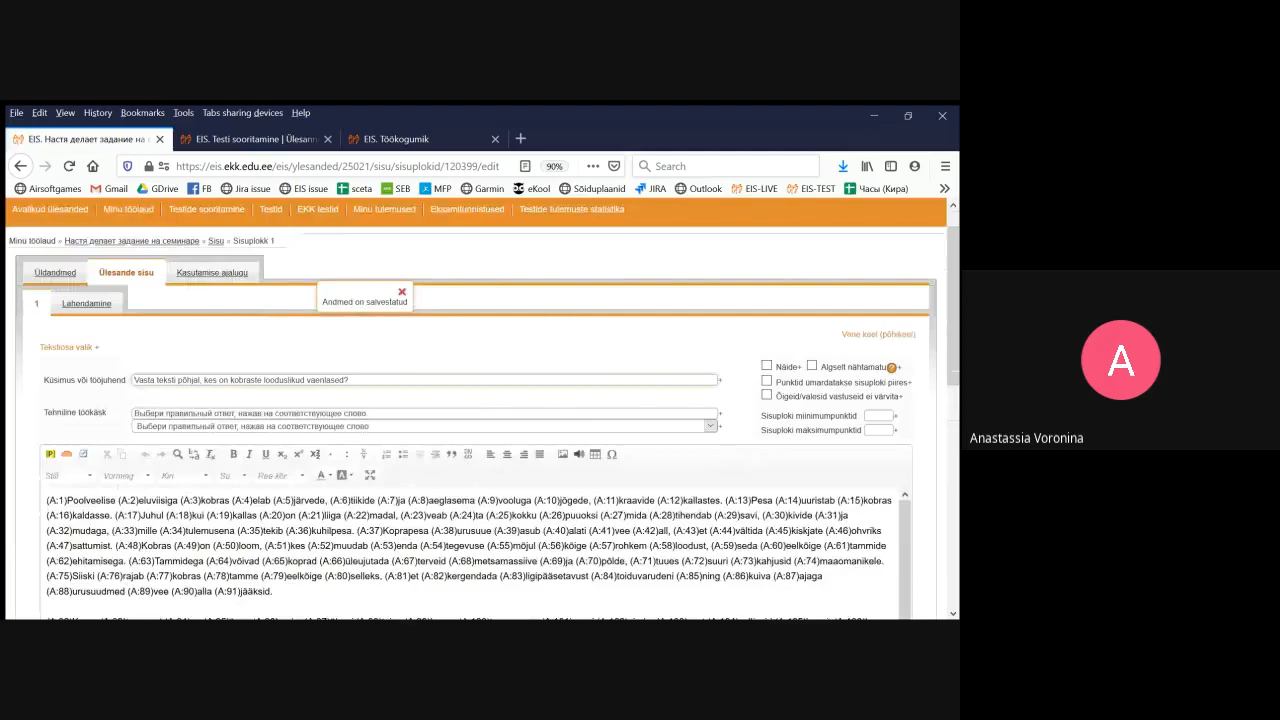 File Edit View History Bookmarks Tools Tabs sharing devices Help
EIS. Настя делает задание на с EIS. Testi sooritamine | Ülesann EIS. Töökogumik
https://eis.ekk.edu.ee/eis/ylesanded/25021/sisu/sisuplokid/120399/edit 90% Search
Airsoftgames Gmail GDrive FB Jira issue EIS issue sceta SEB MFP Garmin eKool Sõiduplaanid JIRA Outlook EIS-LIVE EIS-TEST Часы (Кира)
Avalikud ülesanded Minu töölaud Testide sooritamine Testid EKK testid Minu tulemused Eksamitunnistused Testide tulemuste statistika
Minu töölaud » Настя делает задание на семинаре » Sisu » Sisuplokk 1
Üldandmed Ülesande sisu Kasutamise ajalugu
Andmed on salvestatud
1 Lahendamine
Vene keel (põhikeel)
Tekstiosa valik +
Näide+ Algselt nähtamatu +
Küsimus või tööjuhend Vasta teksti põhjal, kes on kobraste looduslikud vaenlased? +
Punktid ümardatakse sisuploki piires+
Õigeid/valesid vastuseid ei värvita+
Tehniline töökäsk Выбери правильный ответ, нажав на соответствующее слово. +
Sisuploki miinimumpunktid +
Выбери правильный ответ, нажав на соответствующее слово
Sisuploki maksimumpunktid +
(A:1)Poolveelise (A:2)eluviisiga (A:3)kobras (A:4)elab (A:5)järvede, (A:6)tiikide (A:7)ja (A:8)aeglasema (A:9)vooluga (A:10)jõgede, (A:11)kraavide (A:12)kallastes. (A:13)Pesa (A:14)uuristab (A:15)kobras
(A:16)kaldasse. (A:17)Juhul (A:18)kui (A:19)kallas (A:20)on (A:21)liiga (A:22)madal, (A:23)veab (A:24)ta (A:25)kokku (A:26)puuoksi (A:27)mida (A:28)tihendab (A:29)savi, (A:30)kivide (A:31)ja
(A:32)mudaga, (A:33)mille (A:34)tulemusena (A:35)tekib (A:36)kuhilpesa. (A:37)Koprapesa (A:38)urusuue (A:39)asub (A:40)alati (A:41)vee (A:42)all, (A:43)et (A:44)vältida (A:45)kiskjate (A:46)ohvriks
(A:47)sattumist. (A:48)Kobras (A:49)on (A:50)loom, (A:51)kes (A:52)muudab (A:53)enda (A:54)tegevuse (A:55)mõjul (A:56)kõige (A:57)rohkem (A:58)loodust, (A:59)seda (A:60)eelkõige (A:61)tammide
(A:62)ehitamisega. (A:63)Tammidega (A:64)võivad (A:65)koprad (A:66)üleujutada (A:67)terveid (A:68)metsamassiive (A:69)ja (A:70)põlde, (A:71)tuues (A:72)suuri (A:73)kahjusid (A:74)maaomanikele.
(A:75)Siiski (A:76)rajab (A:77)kobras (A:78)tamme (A:79)eelkõige (A:80)selleks, (A:81)et (A:82)kergendada (A:83)ligipääsetavust (A:84)toiduvarudeni (A:85)ning (A:86)kuiva (A:87)ajaga
(A:88)urusuudmed (A:89)vee (A:90)alla (A:91)jääksid.
A
Anastassia Voronina